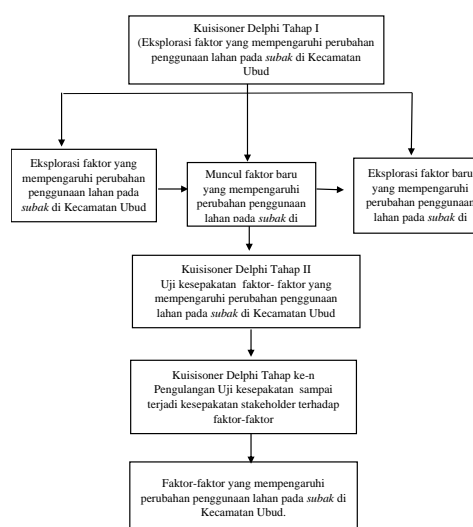 Kuisisoner Delphi Tahap I
(Eksplorasi faktor yang mempengaruhi perubahan
penggunaan lahan pada subak di Kecamatan
Ubud
Eksplorasi faktor yang
mempengaruhi perubahan
penggunaan lahan pada
subak di Kecamatan Ubud
Muncul faktor baru
yang mempengaruhi
perubahan penggunaan
lahan pada subak di
Eksplorasi faktor baru
yang mempengaruhi
perubahan penggunaan
lahan pada subak di
Kuisisoner Delphi Tahap II
Uji kesepakatan faktor- faktor yang
mempengaruhi perubahan penggunaan
lahan pada subak di Kecamatan Ubud
Kuisisoner Delphi Tahap ke-n
Pengulangan Uji kesepakatan sampai
terjadi kesepakatan stakeholder terhadap
faktor-faktor
Faktor-faktor yang mempengaruhi
perubahan penggunaan lahan pada subak di
Kecamatan Ubud.